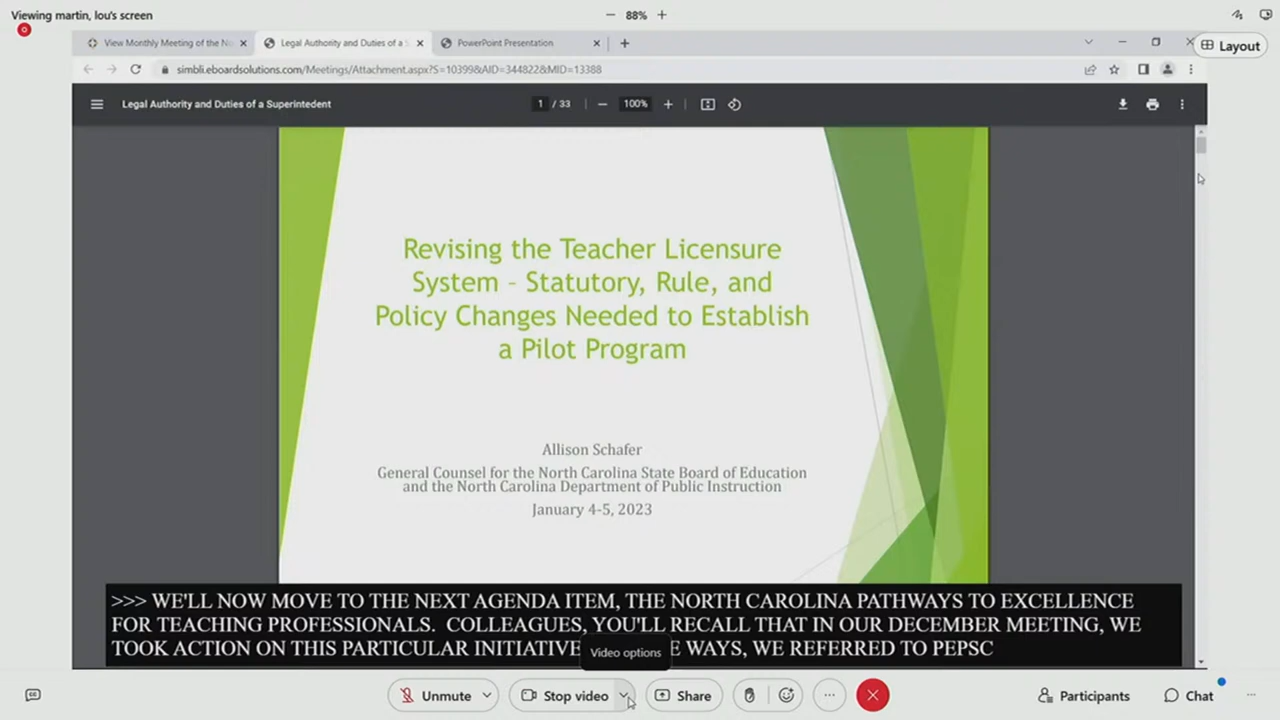 Viewing martin, lou's screen
88%
View Monthly Meeting of the No
Legal Authority and Duties of a S
PowerPoint Presentation
Layout
simbli.eboardsolutions.com/Meetings/Attachment.aspx?S=10399&AID=344822&MID=13388
Legal Authority and Duties of a Superintedent
1 / 33
100%
Revising the Teacher Licensure
System – Statutory, Rule, and
Policy Changes Needed to Establish
a Pilot Program
Allison Schafer
General Counsel for the North Carolina State Board of Education
and the North Carolina Department of Public Instruction
January 4-5, 2023
>>> WE'LL NOW MOVE TO THE NEXT AGENDA ITEM, THE NORTH CAROLINA PATHWAYS TO EXCELLENCE
FOR TEACHING PROFESSIONALS. COLLEAGUES, YOU'LL RECALL THAT IN OUR DECEMBER MEETING, WE
TOOK ACTION ON THIS PARTICULAR INITIATIVE E WAYS, WE REFERRED TO PEPSC
Video options
Unmute
Stop video
Share
Participants
Chat